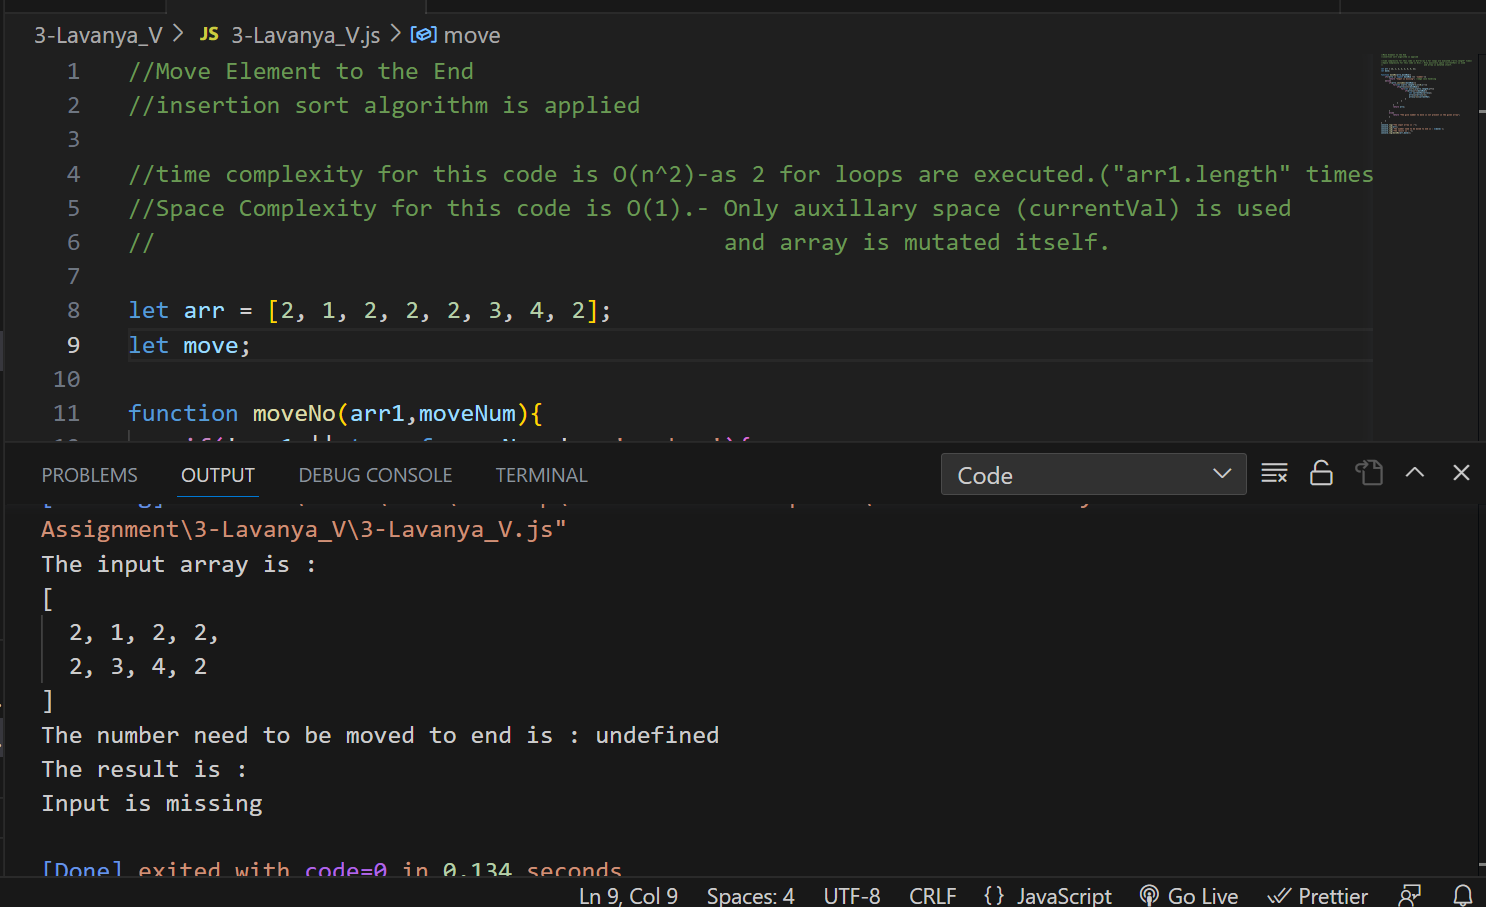 3-Lavanya_V > JS 3-Lavanya_V.js > move
1 //Move Element to the End
2 //insertion sort algorithm is applied
3
4 //time complexity for this code is O(n^2)-as 2 for loops are executed.("arr1.length" times
5 //Space Complexity for this code is O(1).- Only auxillary space (currentVal) is used
6 // and array is mutated itself.
7
8 let arr = [2, 1, 2, 2, 2, 3, 4, 2];
9 let move;
10
11 function moveNo(arr1,moveNum){
PROBLEMS OUTPUT DEBUG CONSOLE TERMINAL Code
Assignment\3-Lavanya_V\3-Lavanya_V.js"
The input array is :
[
2, 1, 2, 2,
2, 3, 4, 2
]
The number need to be moved to end is : undefined
The result is :
Input is missing
[Done] exited with code=0 in 0.134 seconds
Ln 9, Col 9 Spaces: 4 UTF-8 CRLF {} JavaScript Go Live Prettier